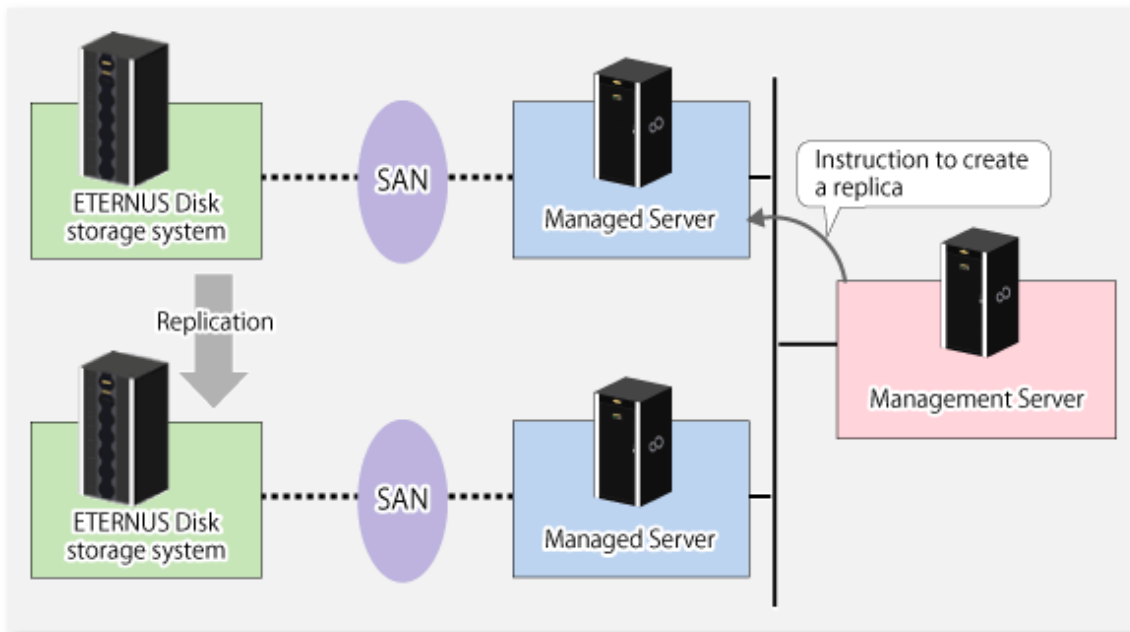 ETERNUS Disk
storage system
SAN
Managed Server
Instruction to create
a replica
Replication
Management Server
ETERNUS Disk
storage system
SAN
Managed Server